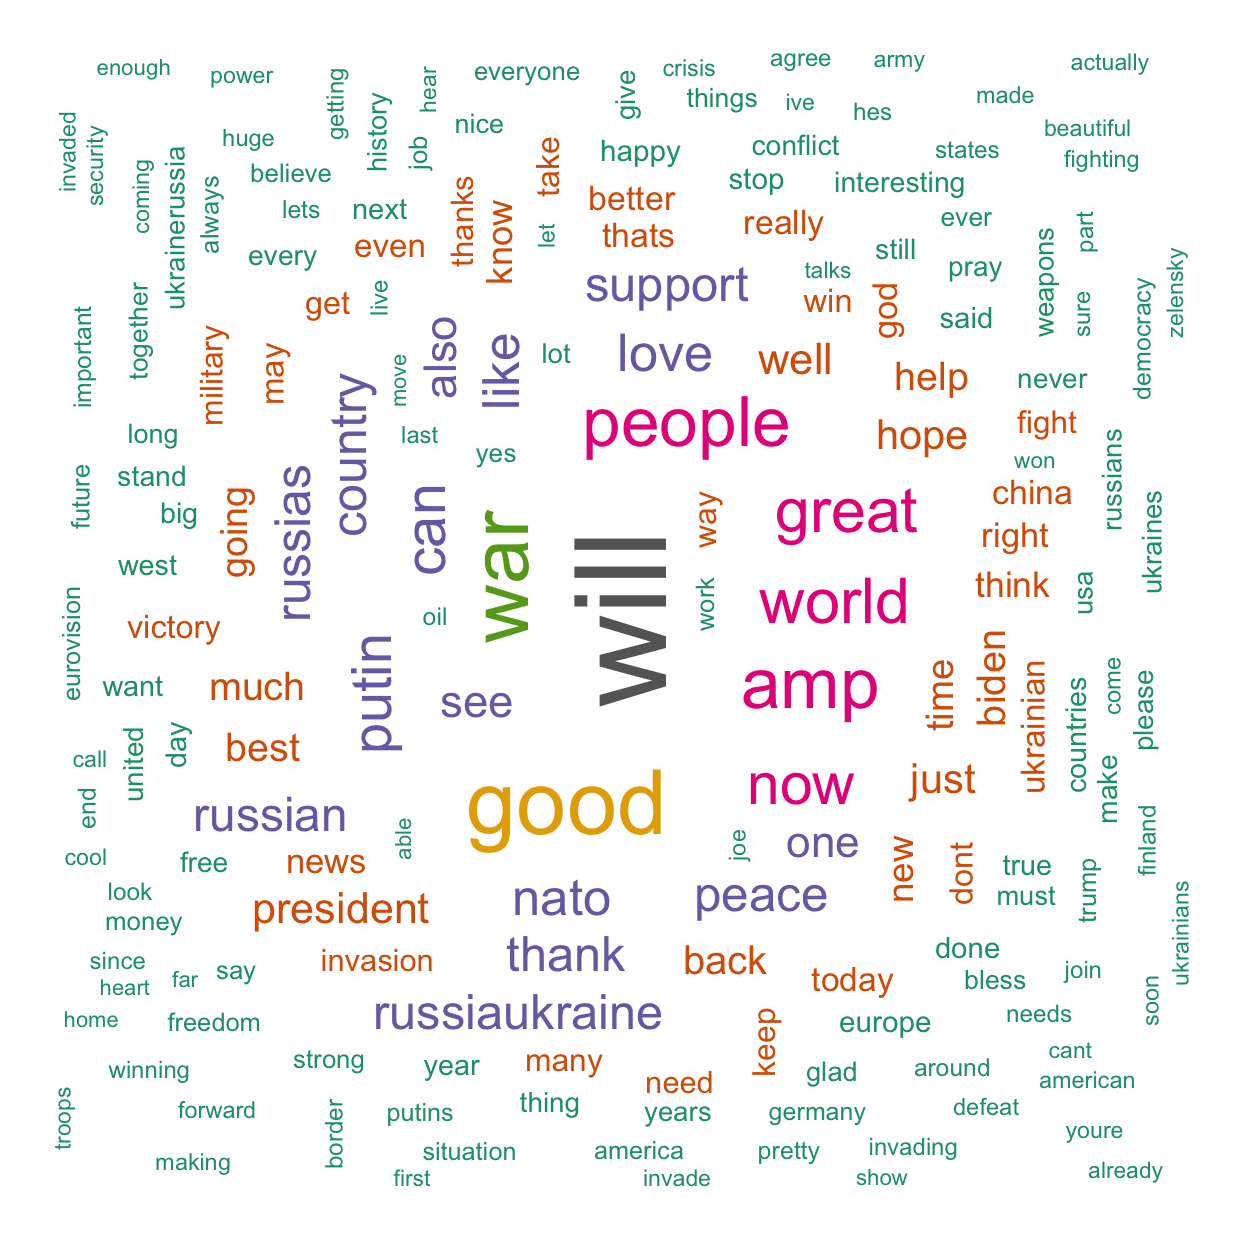 enough
power
everyone
crisis
agree
army
actually
getting
history
hear
give
things
ive
hes
made
invaded
security
huge
job
nice
happy
conflict
states
beautiful
fighting
coming
ukrainerussia
always
believe
lets
next
take
better
stop
interesting
every
even
thanks
know
let
thats
really
ever
still
part
weapons
pray
support
talks
win
god
said
sure
democracy
zelensky
important
together
get
live
military
may
move
also
like
lot
love
well
help
never
country
people
hope
fight
long
last
yes
won
russians
future
stand
big
going
russias
can
war
will
way
great
china
right
ukraines
west
oil
work
world
think
usa
eurovision
victory
want
much
putin
see
amp
time
biden
ukrainian
countries
come
please
call
united
day
best
now
just
make
end
russian
good
able
joe
one
new
dont
true
must
trump
finland
cool
free
news
look
money
president
nato
peace
ukrainians
since
heart
far
say
invasion
thank
back
today
done
bless
join
soon
home
freedom
russiaukraine
keep
europe
needs
winning
strong
year
many
need
glad
around
cant
american
troops
forward
border
putins
thing
years
germany
defeat
youre
making
situation
america
pretty
invading
first
invade
show
already